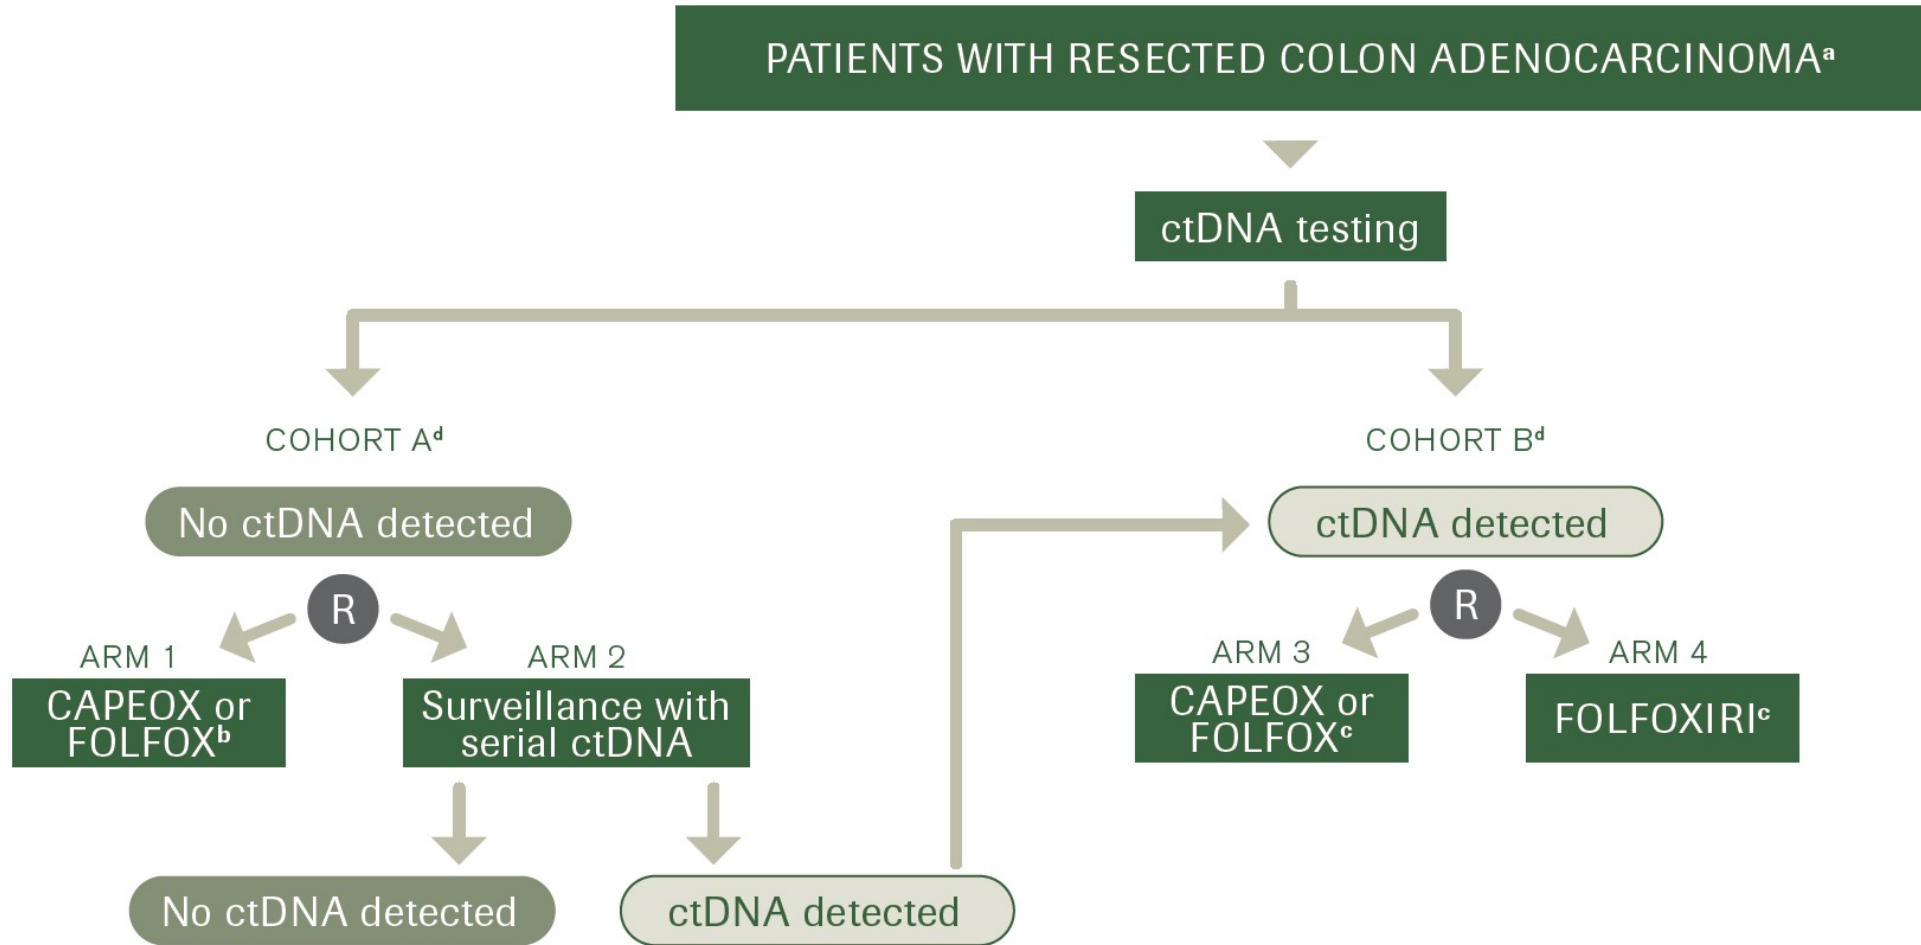 PATIENTS WITH RESECTED COLON ADENOCARCINOMAᵃ
ctDNA testing
COHORT Aᵈ
COHORT Bᵈ
No ctDNA detected
ctDNA detected
R
R
ARM 1
ARM 2
ARM 3
ARM 4
CAPEOX or
FOLFOXᵇ
Surveillance with
serial ctDNA
CAPEOX or
FOLFOXᶜ
FOLFOXIRIᶜ
No ctDNA detected
ctDNA detected